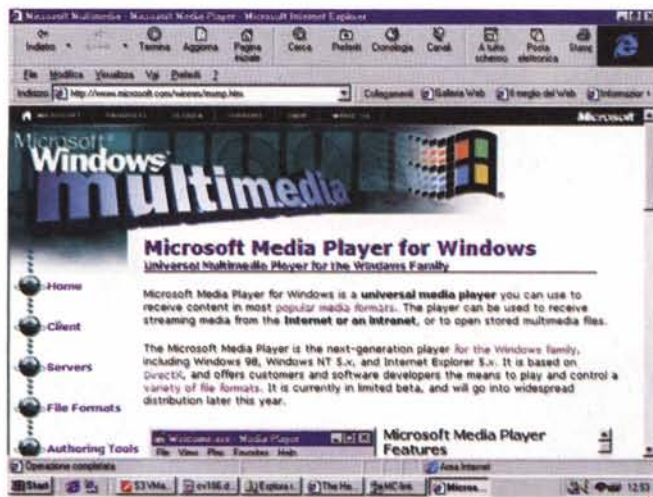 Microsoft Multimedia - Microsoft Media Player - Microsoft Internet Explorer
Indietro
Termina
Aggiorna
Pagina iniziale
Cerca
Preferiti
Cronologia
Canali
A tutto schermo
Posta elettronica
Stampa
File Modifica Visualizza Vai Preferiti ?
Indirizzo
Collegamenti
Galleria Web
Il meglio del Web
Microsoft
Microsoft
Windows
multimedia
Microsoft Media Player for Windows
Universal Multimedia Player for the Windows Family
Home
Client
Servers
File Formats
Authoring Tools
Microsoft Media Player for Windows is a universal media player you can use to
receive content in most popular media formats. The player can be used to receive
streaming media from the Internet or an intranet, or to open stored multimedia files.
The Microsoft Media Player is the next-generation player for the Windows family,
including Windows 98, Windows NT 5.x, and Internet Explorer 5.x. It is based on
DirectX, and offers customers and software developers the means to play and control a
variety of file formats. It is currently in limited beta, and will go into widespread
distribution later this year.
Welcome.asx - Media Player
File View Play Favorites Help
Microsoft Media Player
Features
Operazione completata
Area Internet
Start
12.53